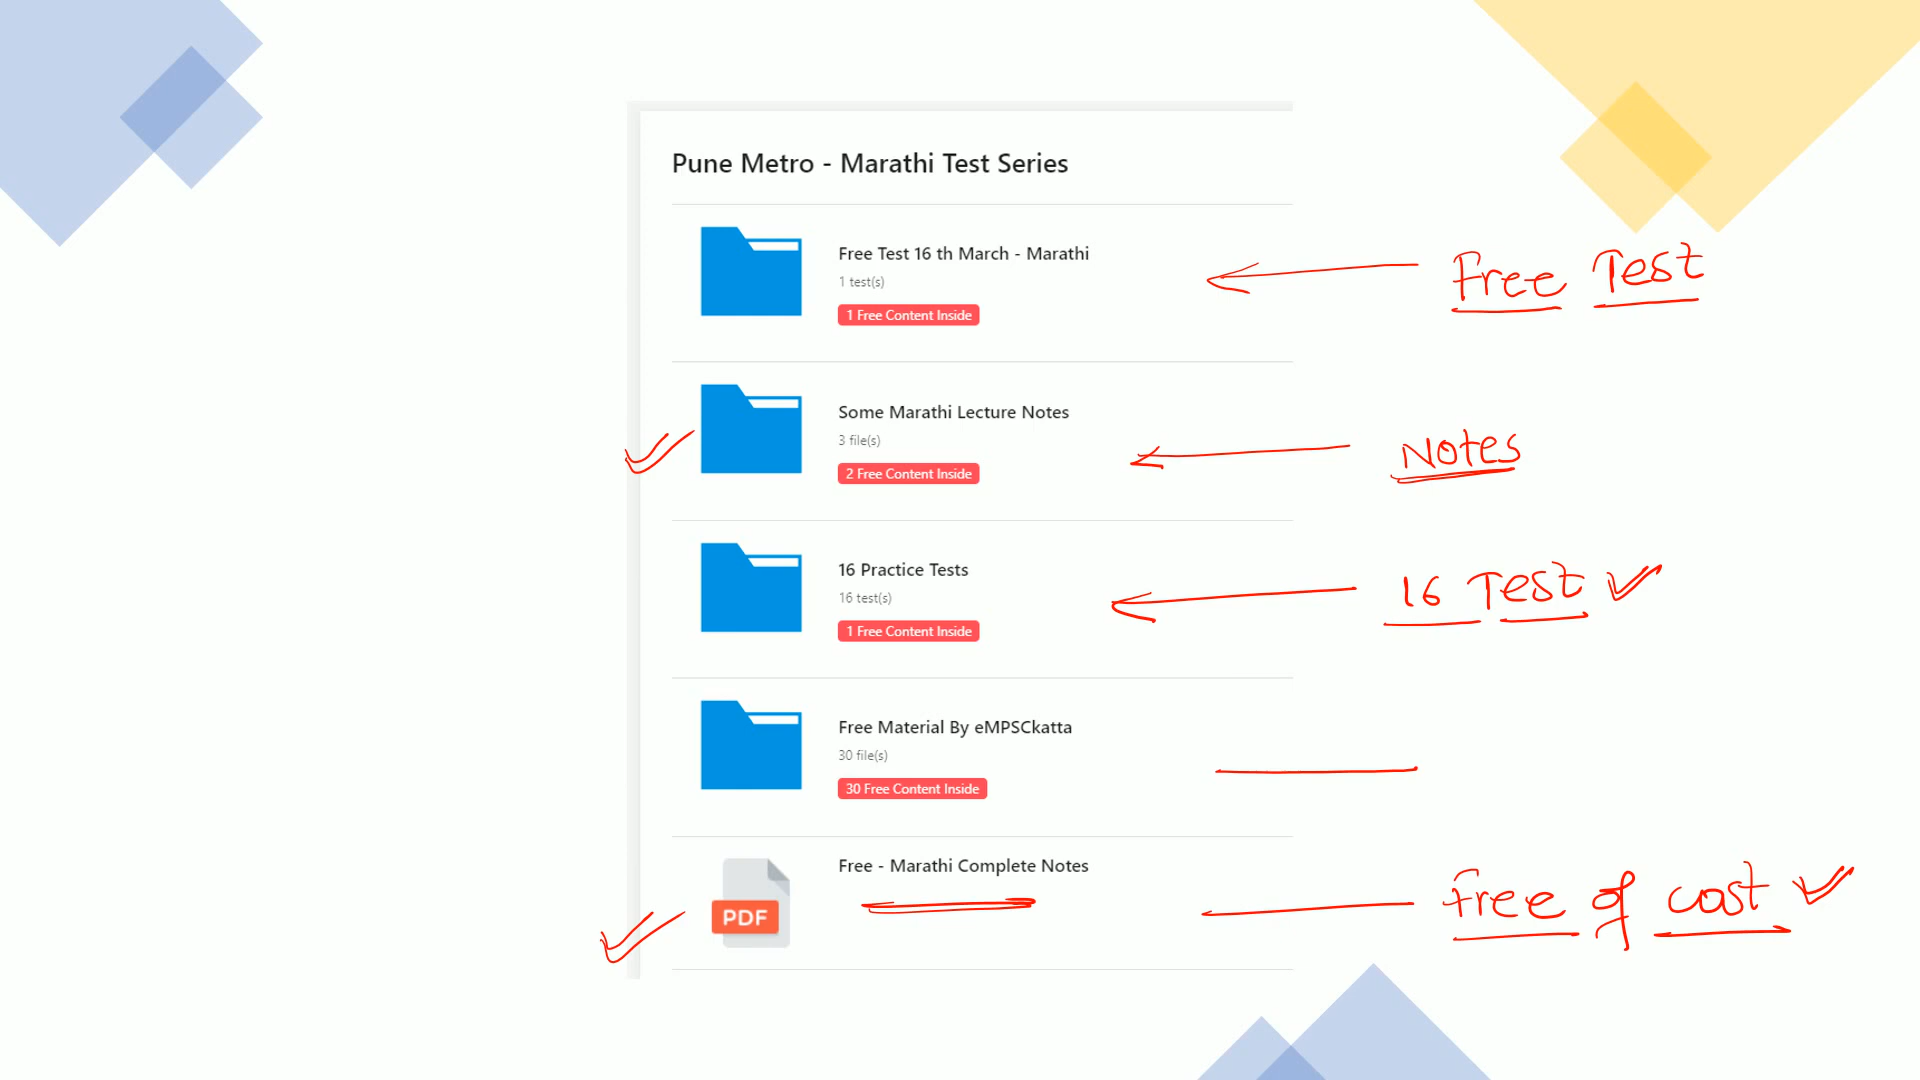 Pune Metro - Marathi Test Series
Free Test 16 th March - Marathi
1 test(s)
1 Free Content Inside
Free Test
Some Marathi Lecture Notes
3 file(s)
2 Free Content Inside
Notes
16 Practice Tests
16 test(s)
1 Free Content Inside
16 Test
Free Material By eMPSCkatta
30 file(s)
30 Free Content Inside
Free - Marathi Complete Notes
PDF
free of cost